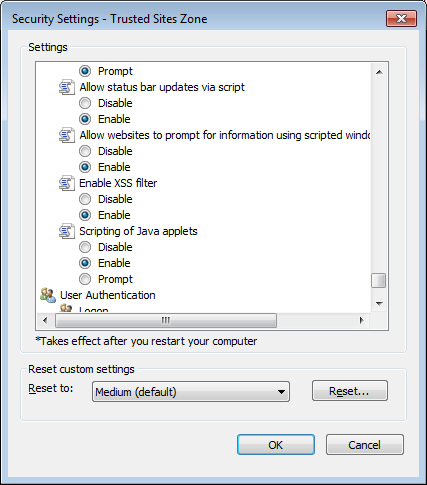 Security Settings - Trusted Sites Zone
Settings
Prompt
Allow status bar updates via script
Disable
Enable
Allow websites to prompt for information using scripted windo
Disable
Enable
Enable XSS filter
Disable
Enable
Scripting of Java applets
Disable
Enable
Prompt
User Authentication
Logon
*Takes effect after you restart your computer
Reset custom settings
Reset to:
Medium (default)
Reset...
OK
Cancel